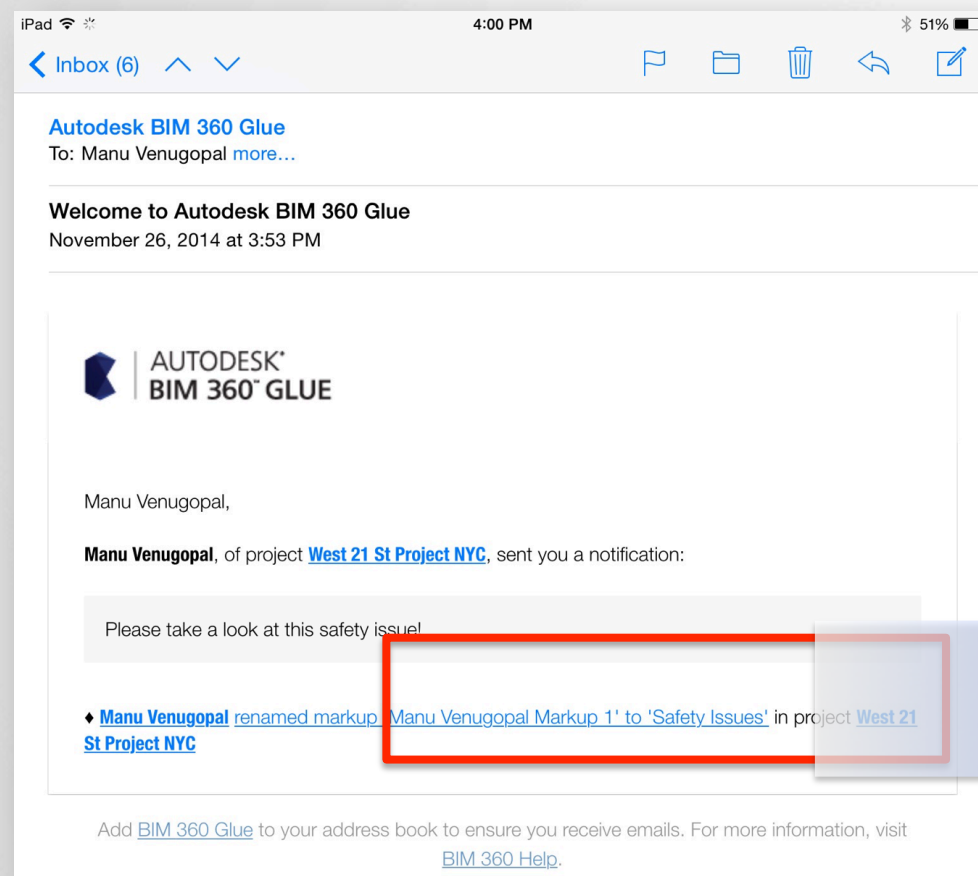 iPad 4:00 PM 51%
Inbox (6)
Autodesk BIM 360 Glue
To: Manu Venugopal more...
Welcome to Autodesk BIM 360 Glue
November 26, 2014 at 3:53 PM
AUTODESK®
BIM 360™ GLUE
Manu Venugopal,
Manu Venugopal, of project West 21 St Project NYC, sent you a notification:
Please take a look at this safety issue!
♦ Manu Venugopal renamed markup 'Manu Venugopal Markup 1' to 'Safety Issues' in project West 21
St Project NYC
Add BIM 360 Glue to your address book to ensure you receive emails. For more information, visit
BIM 360 Help.